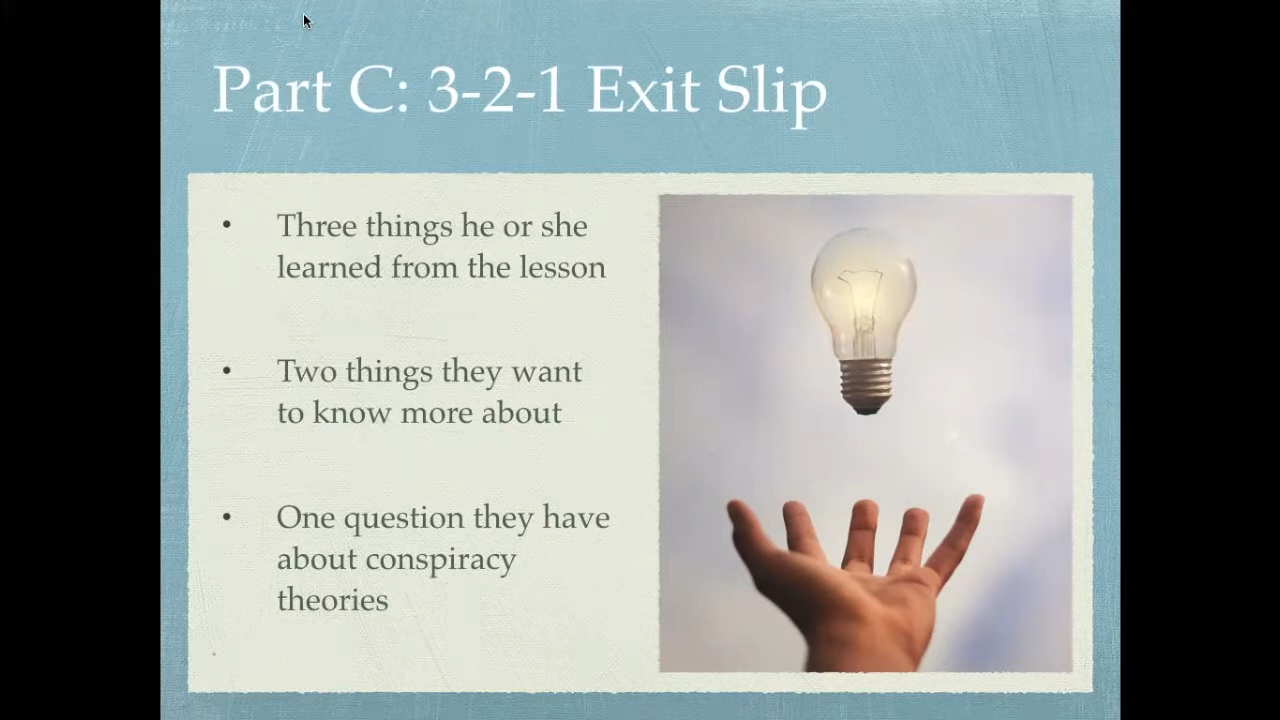 Part C: 3-2-1 Exit Slip
• Three things he or she
learned from the lesson
• Two things they want
to know more about
• One question they have
about conspiracy
theories